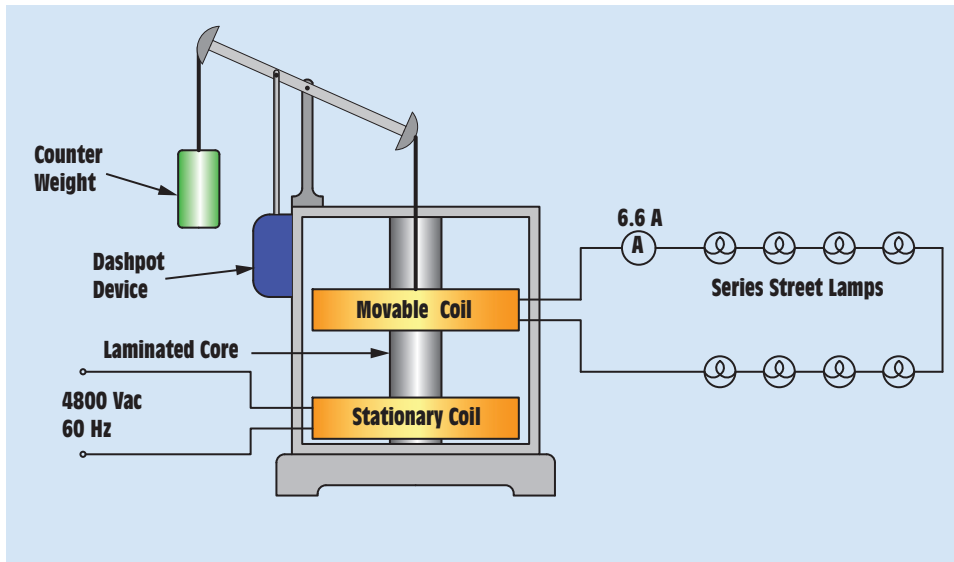 Counter
Weight
Dashpot
Device
Laminated Core
4800 Vac
60 Hz
Movable Coil
Stationary Coil
6.6 A
A
Series Street Lamps